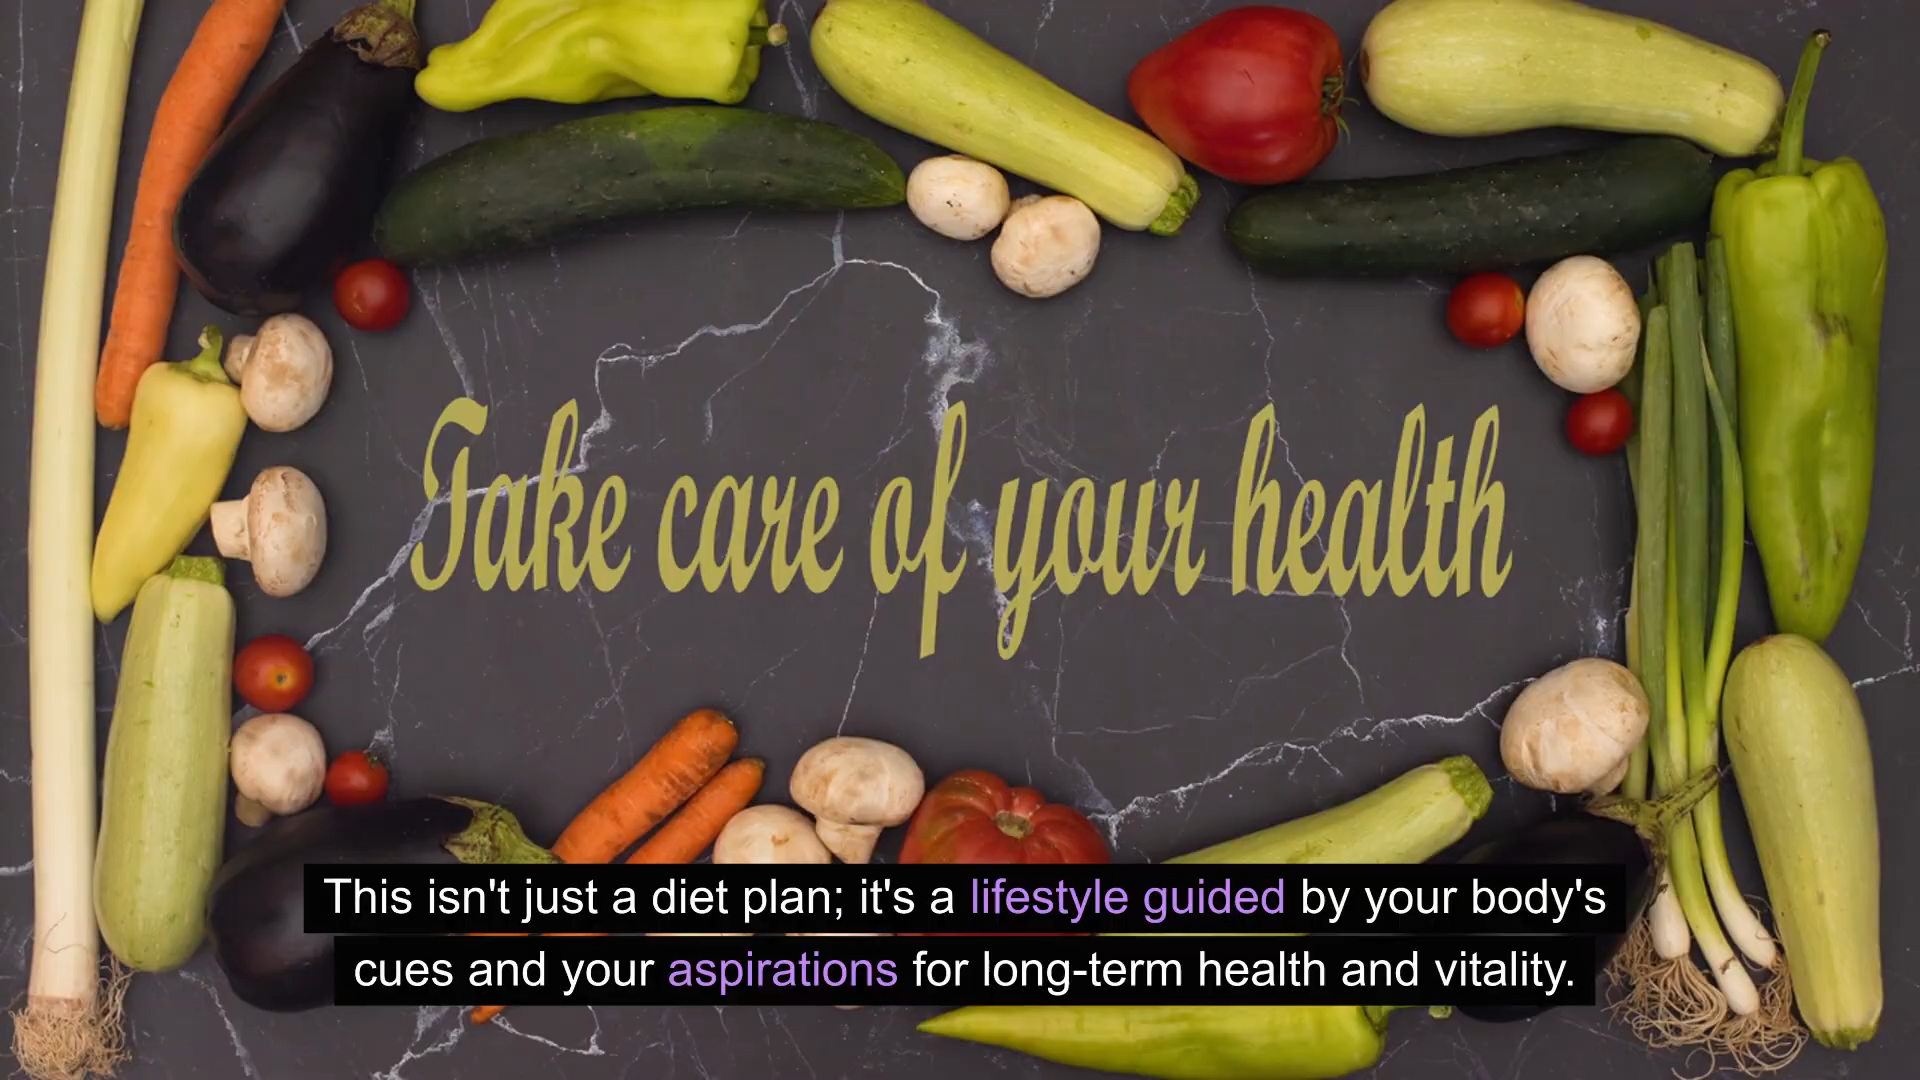 Take care of your health
This isn't just a diet plan; it's a lifestyle guided by your body's
cues and your aspirations for long-term health and vitality.